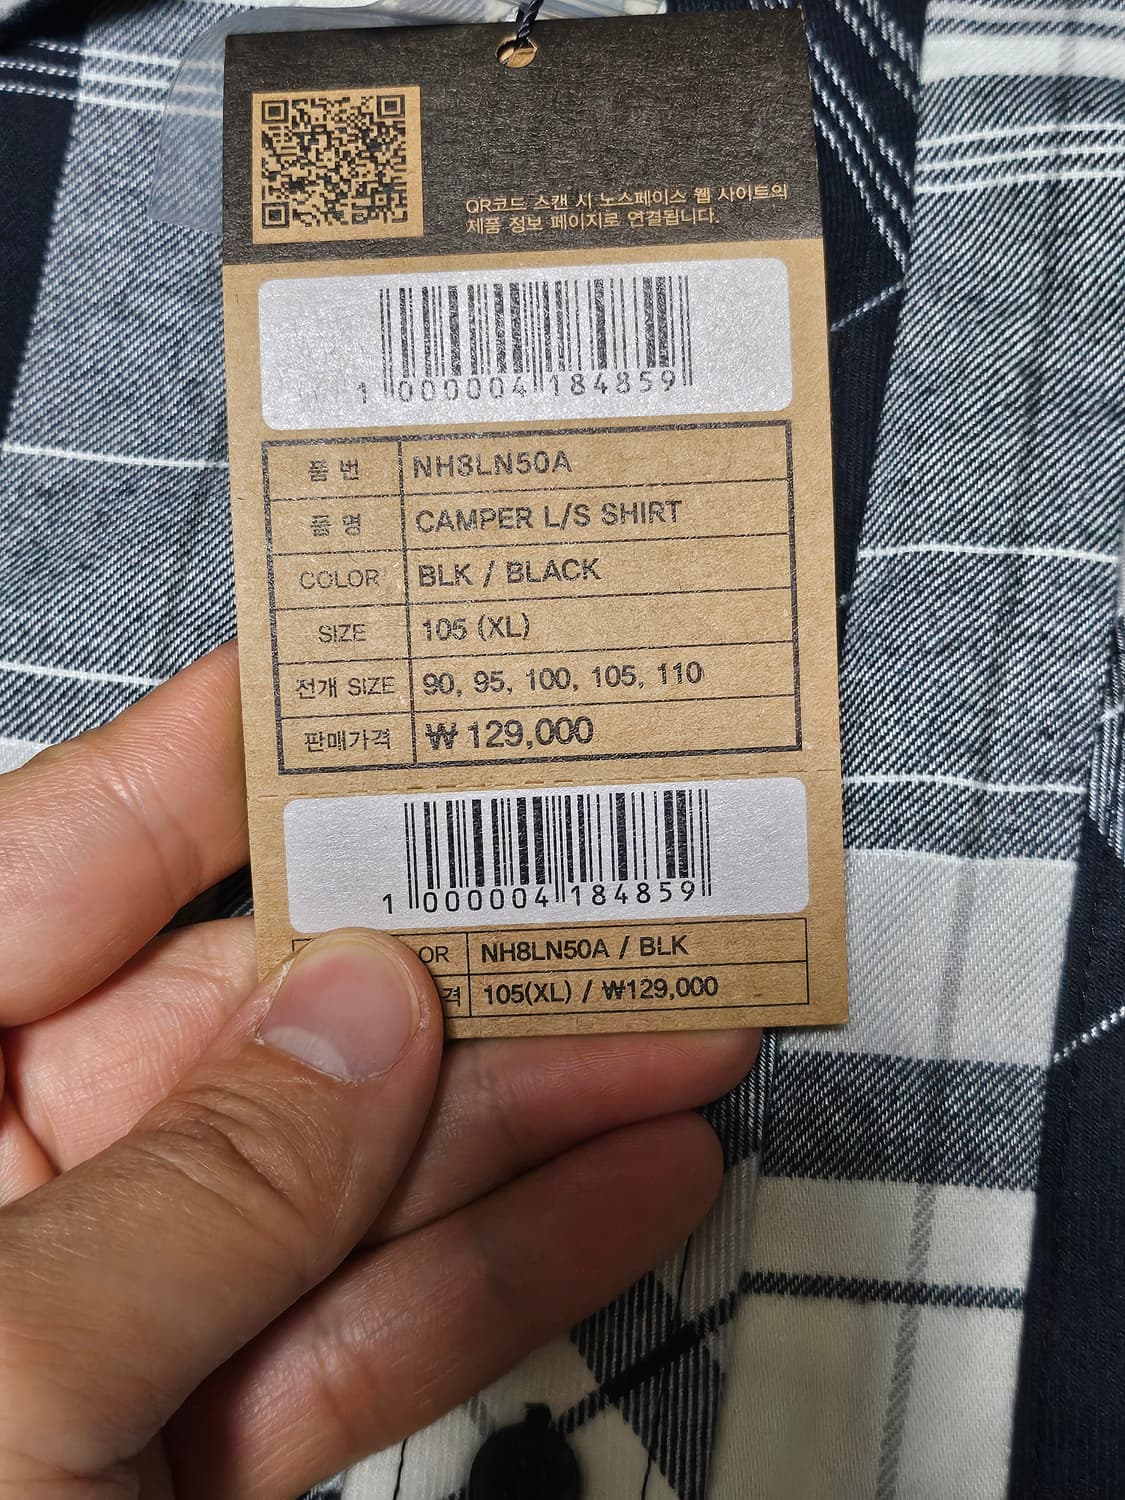 QR코드 스캔 시 노스페이스 웹 사이트의
제품 정보 페이지로 연결됩니다.
1 000004 184859
품 번 NH8LN50A
품 명 CAMPER L/S SHIRT
COLOR BLK / BLACK
SIZE 105 (XL)
전개 SIZE 90, 95, 100, 105, 110
판매가격 ₩ 129,000
1 000004 184859
OR NH8LN50A / BLK
격 105(XL) / ₩129,000